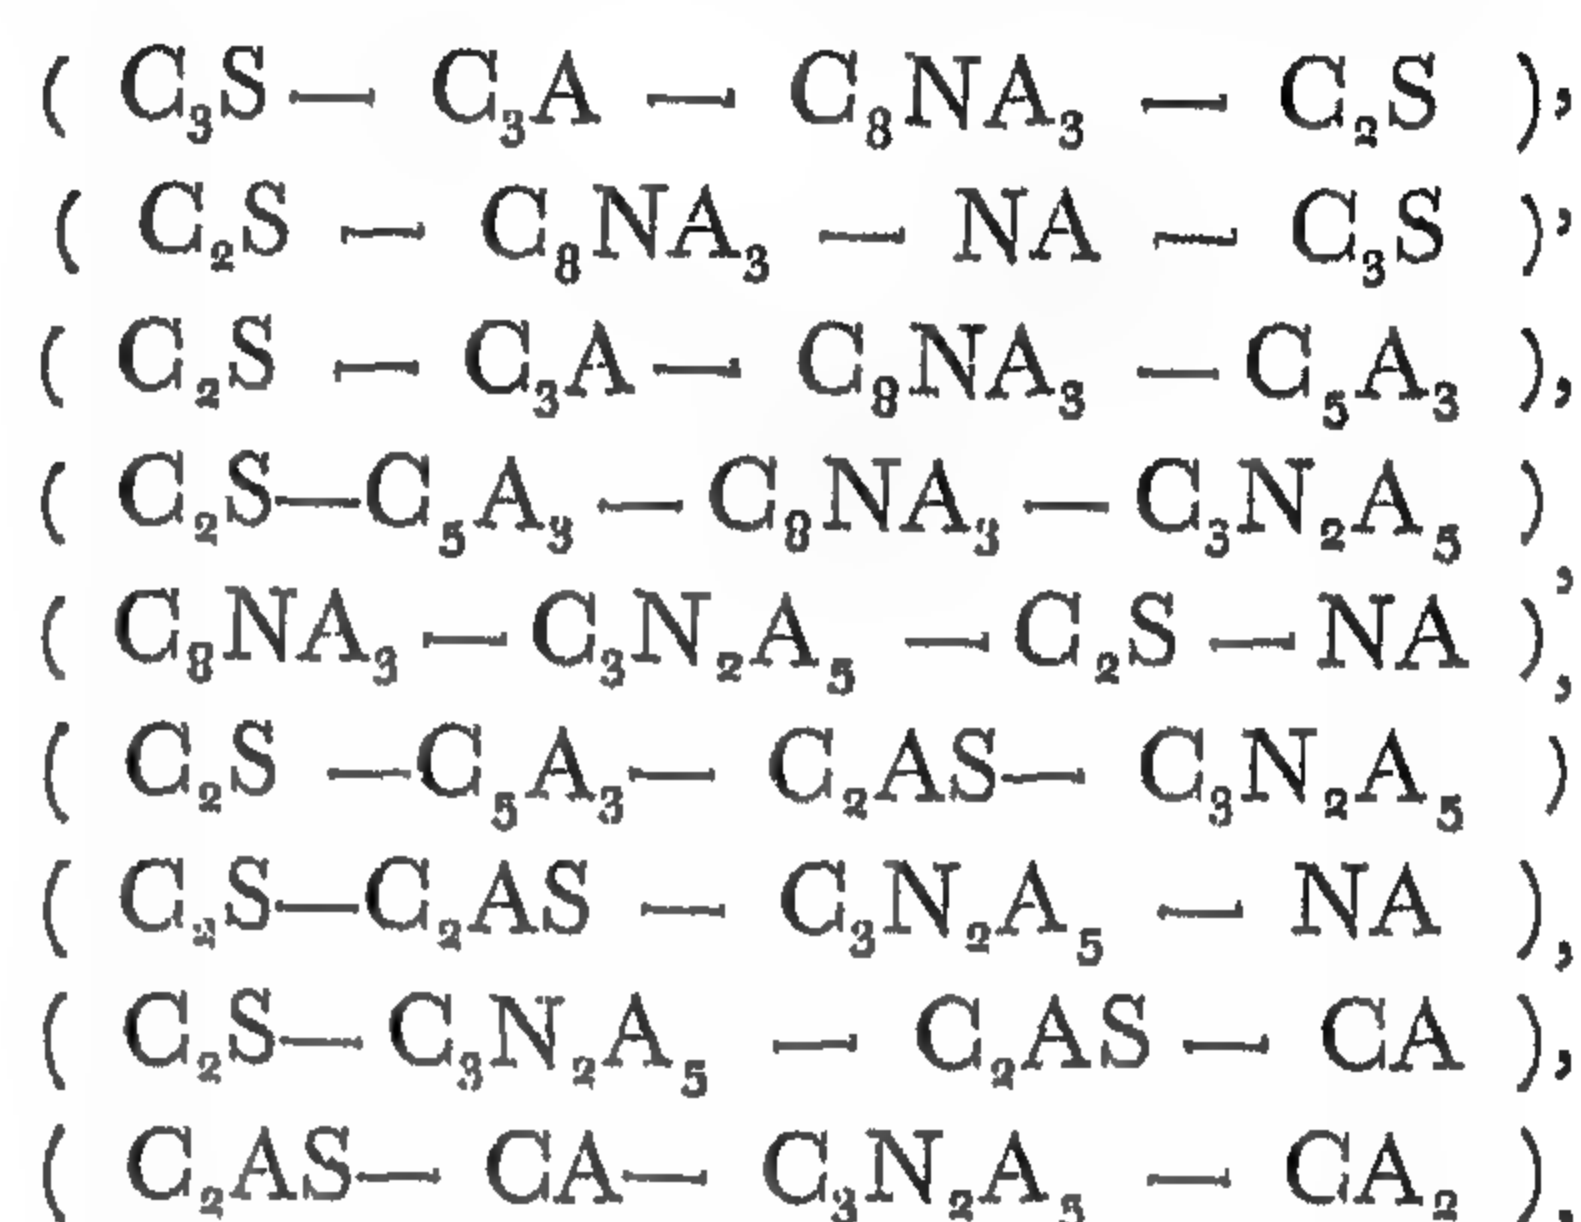 ( C₃S — C₃A — C₈NA₃ — C₂S ),
( C₂S — C₈NA₃ — NA — C₃S ),
( C₂S — C₃A — C₈NA₃ — C₅A₃ ),
( C₂S — C₅A₃ — C₈NA₃ — C₃N₂A₅ ),
( C₈NA₃ — C₃N₂A₅ — C₂S — NA ),
( C₂S — C₅A₃ — C₂AS — C₃N₂A₅ )
( C₂S — C₂AS — C₃N₂A₅ — NA ),
( C₂S — C₃N₂A₅ — C₂AS — CA ),
( C₂AS — CA — C₃N₂A₅ — CA₂ ),